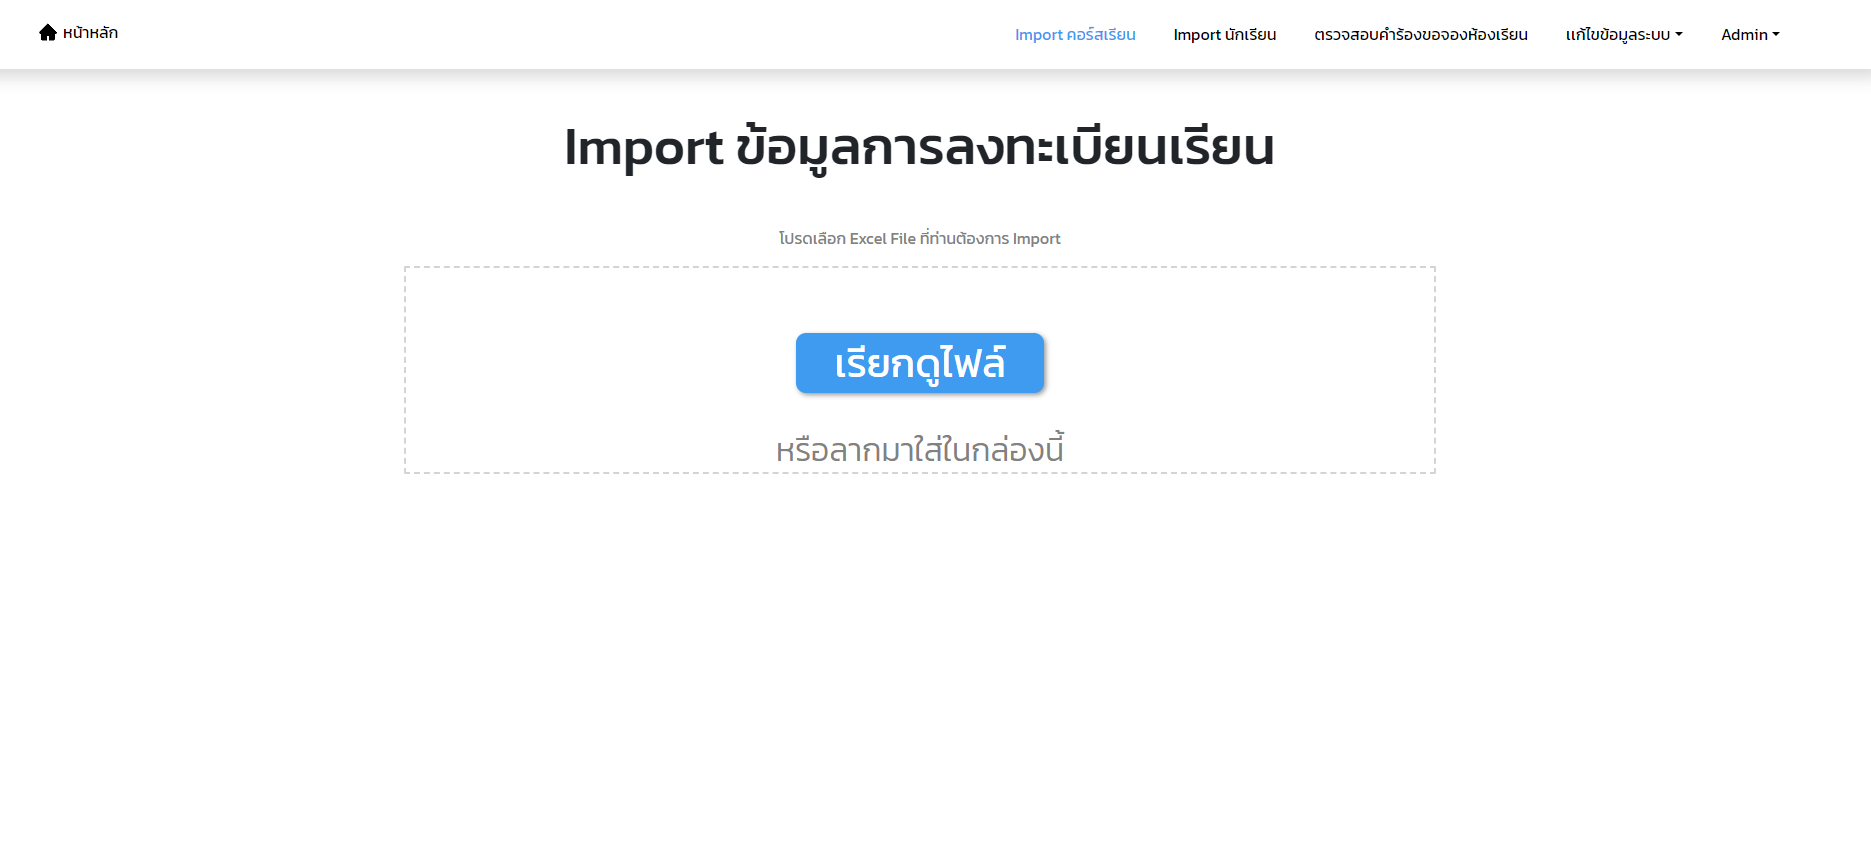 หน้าหลัก
Import คอร์สเรียน
Import นักเรียน
ตรวจสอบคำร้องขอจองห้องเรียน
แก้ไขข้อมูลระบบ
Admin
Import ข้อมูลการลงทะเบียนเรียน
โปรดเลือก Excel File ที่ท่านต้องการ Import
เรียกดูไฟล์
หรือลากมาใส่ในกล่องนี้